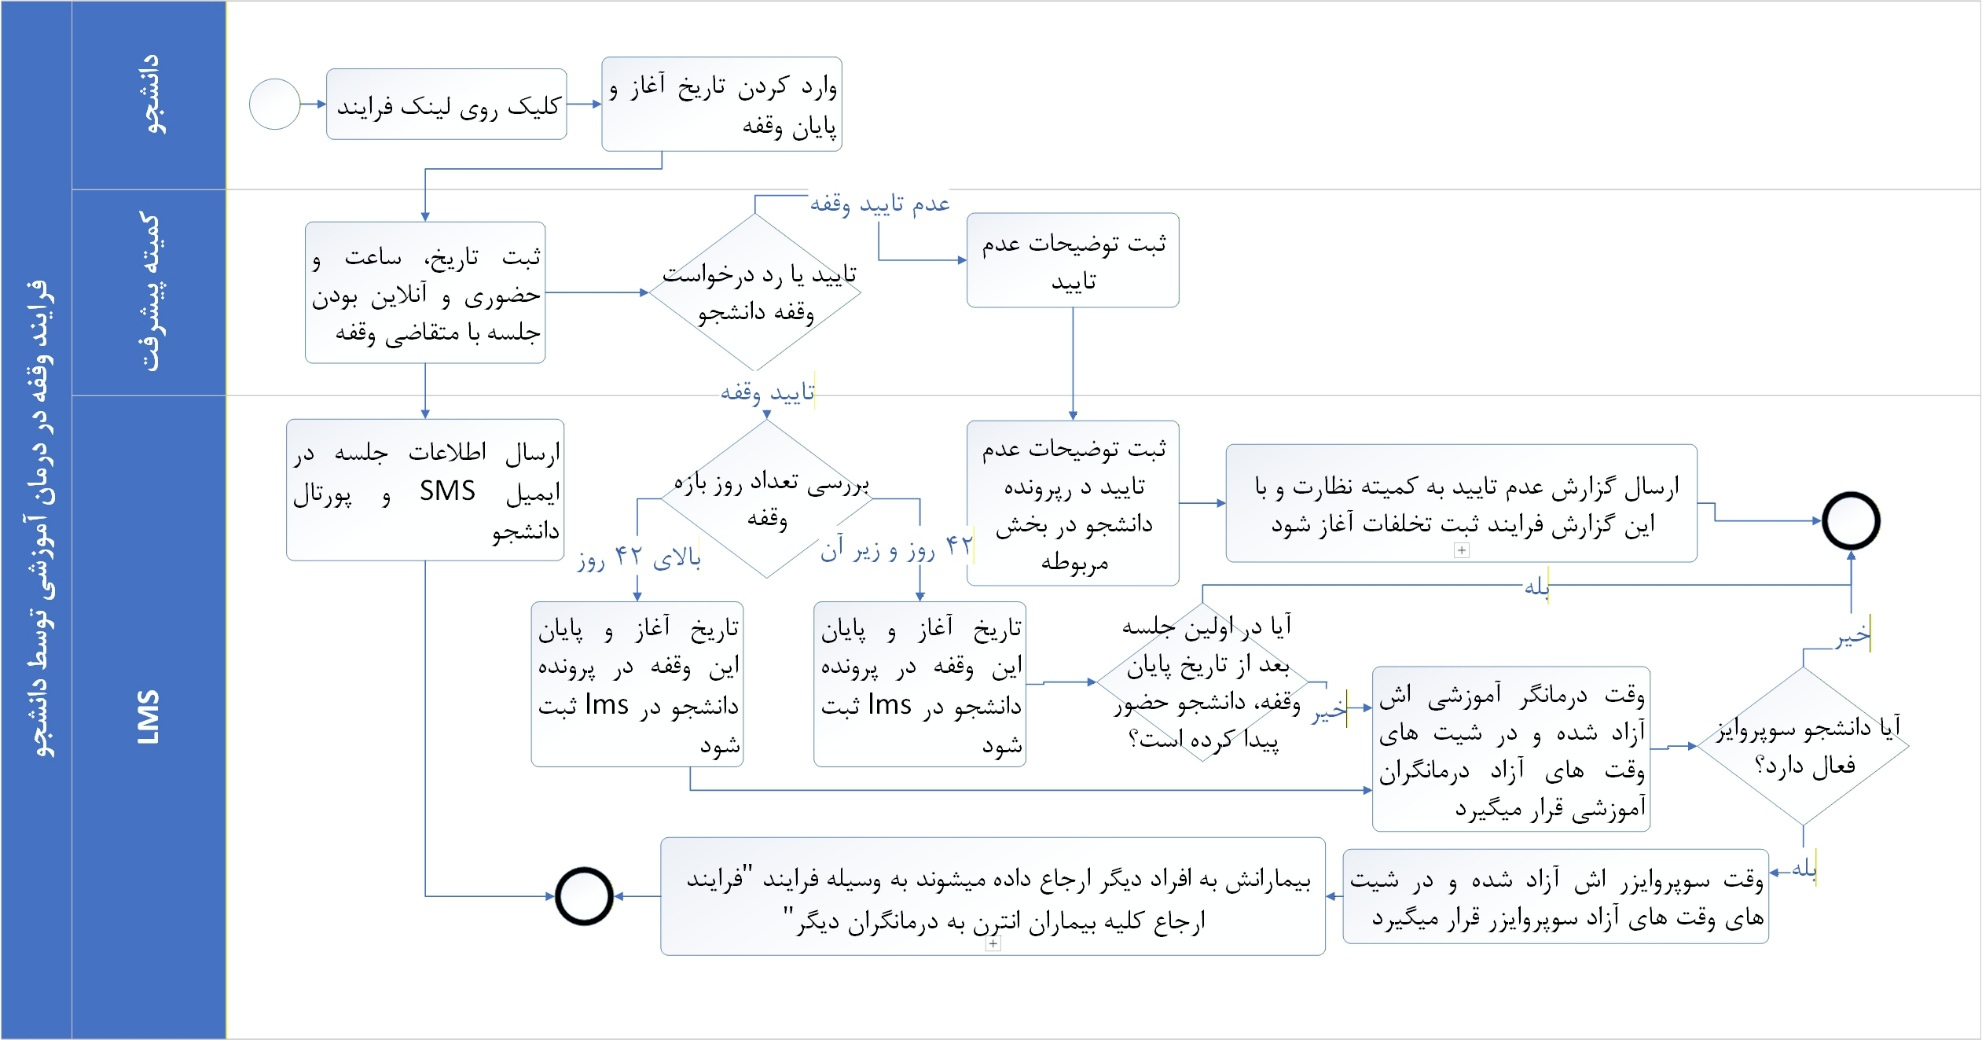 فرایند وقفه در درمان آموزشی توسط دانشجو
دانشجو
کلیک روی لینک فرایند
وارد کردن تاریخ آغاز و
پایان وقفه
کمیته پیشرفت
ثبت تاریخ، ساعت و
حضوری و آنلاین بودن
جلسه با متقاضی وقفه
تایید یا رد درخواست
وقفه دانشجو
عدم تایید وقفه
ثبت توضیحات عدم
تایید
تایید وقفه
LMS
ارسال اطلاعات جلسه در
ایمیل SMS و پورتال
دانشجو
بررسی تعداد روز بازه
وقفه
بالای ۴۲ روز
۴۲ روز و زیر آن
ثبت توضیحات عدم
تایید د رپرونده
دانشجو در بخش
مربوطه
ارسال گزارش عدم تایید به کمیته نظارت و با
این گزارش فرایند ثبت تخلفات آغاز شود
تاریخ آغاز و پایان
این وقفه در پرونده
دانشجو در lms ثبت
شود
تاریخ آغاز و پایان
این وقفه در پرونده
دانشجو در lms ثبت
شود
آیا در اولین جلسه
بعد از تاریخ پایان
وقفه، دانشجو حضور
پیدا کرده است؟
بله
خیر
وقت درمانگر آموزشی اش
آزاد شده و در شیت های
وقت های آزاد درمانگران
آموزشی قرار میگیرد
آیا دانشجو سوپروایز
فعال دارد؟
خیر
بله
وقت سوپروایزر اش آزاد شده و در شیت
های وقت های آزاد سوپروایزر قرار میگیرد
بیمارانش به افراد دیگر ارجاع داده میشوند به وسیله فرایند "فرایند
ارجاع کلیه بیماران انترن به درمانگران دیگر"